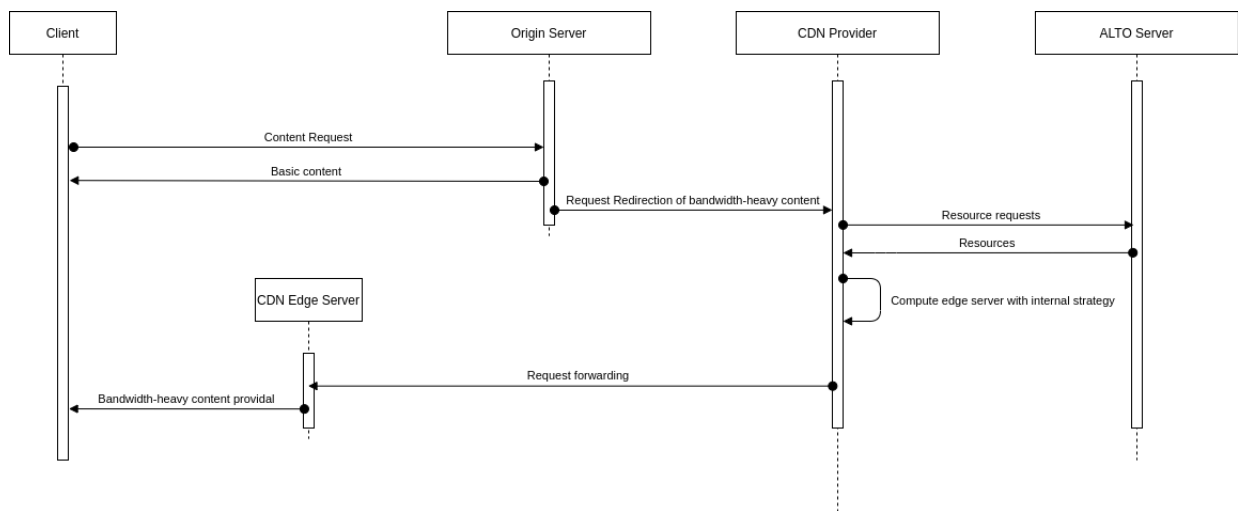 Client
Origin Server
CDN Provider
ALTO Server
Content Request
Basic content
Request Redirection of bandwidth-heavy content
Resource requests
Resources
CDN Edge Server
Compute edge server with internal strategy
Request forwarding
Bandwidth-heavy content providal